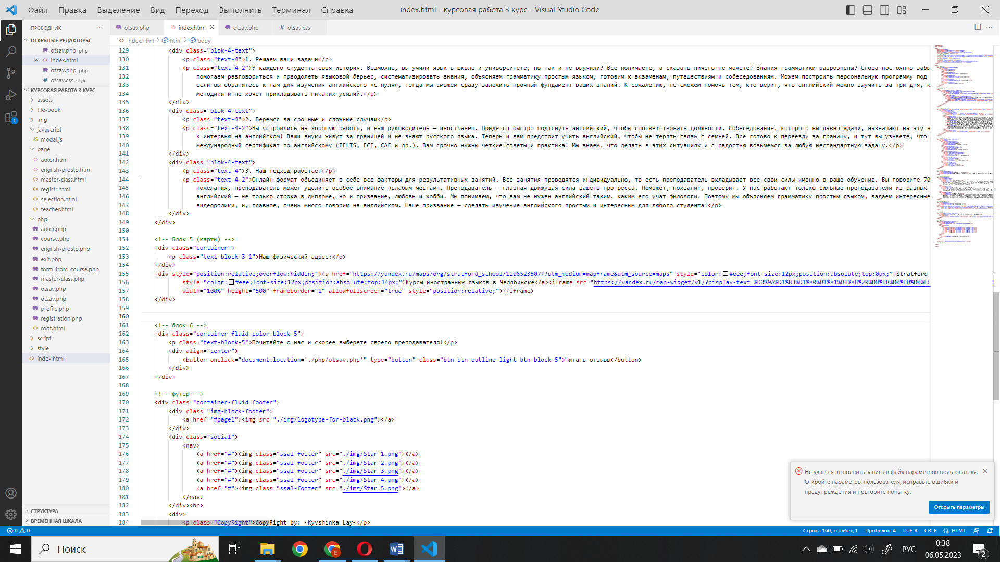 Файл Правка Выделение Вид Переход Выполнить Терминал Справка
index.html - курсовая работа 3 курс - Visual Studio Code
ПРОВОДНИК
ОТКРЫТЫЕ РЕДАКТОРЫ
otsav.php php
index.html
otzav.php php
otsav.css style
КУРСОВАЯ РАБОТА 3 КУРС
assets
file-book
img
javascript
JS modal.js
page
autor.html
english-prosto.html
master-class.html
registr.html
selection.html
teacher.html
php
autor.php
course.php
english-prosto.php
exit.php
form-from-course.php
master-class.php
otsav.php
otzav.php
profile.php
registration.php
root.html
script
style
index.html
СТРУКТУРА
ВРЕМЕННАЯ ШКАЛА
otsav.php index.html otzav.php # otsav.css
index.html > html > body
129 <div class="blok-4-text">
130 <p class="text-4">1. Решаем ваши задачи</p>
131 <p class="text-4-2">У каждого студента своя история. Возможно, вы учили язык в школе и университете, но так и не выучили? Все понимаете, а сказать ничего не можете? Знания грамматики разрознены? Слова постоянно забы
132 помогаем разговориться и преодолеть языковой барьер, систематизировать знания, объясняем грамматику простым языком, готовим к экзаменам, путешествиям и собеседованиям. Можем построить персональную программу под
133 если вы обратитесь к нам для изучения английского «с нуля», тогда мы сможем сразу заложить прочный фундамент ваших знаний. К сожалению, не сможем помочь тем, кто верит, что английский можно выучить за три дня, к
134 методики и не хочет прикладывать никаких усилий.</p>
135 </div>
136 <div class="blok-4-text">
137 <p class="text-4">2. Беремся за срочные и сложные случаи</p>
138 <p class="text-4-2">Вы устроились на хорошую работу, и ваш руководитель — иностранец. Придется быстро подтянуть английский, чтобы соответствовать должности. Собеседование, которого вы давно ждали, назначают на эту н
139 к интервью на английском! Ваши внуки живут за границей и не знают русского языка. Теперь и вам предстоит учить английский, чтобы не терять связь с семьей. Все готово к переезду за границу, и тут вы узнаете, что
140 международный сертификат по английскому (IELTS, FCE, CAE и др.). Вам срочно нужны четкие советы и практика! Мы знаем, что делать в этих ситуациях и с радостью возьмемся за любую нестандартную задачу.</p>
141 </div>
142 <div class="blok-4-text">
143 <p class="text-4">3. Наш подход работает</p>
144 <p class="text-4-2">Онлайн-формат объединяет в себе все факторы для результативных занятий. Все занятия проводятся индивидуально, то есть преподаватель вкладывает все свои силы именно в ваше обучение. Вы говорите 70
145 пожелания, преподаватель может уделить особое внимание «слабым местам». Преподаватель — главная движущая сила вашего прогресса. Поможет, похвалит, проверит. У нас работают только сильные преподаватели из разных
146 английский — не только строка в дипломе, но и призвание, любовь и хобби. Мы понимаем, что вам не нужен английский таким, каким его учат филологи. Поэтому мы объясняем грамматику простым языком, задаем интересные
147 видеоролики, и, главное, очень много говорим на английском. Наше призвание — сделать изучение английского простым и интересным для любого студента!</p>
148 </div>
149 </div>
150
151 <!-- Блок 5 (карты) -->
152 <div class="container">
153 <p class="text-block-3-1">Наш физический адрес:</p>
154 </div>
155 <div style="position:relative;overflow:hidden;"><a href="https://yandex.ru/maps/org/stratford_school/1206523507/?utm_medium=mapframe&utm_source=maps" style="color:#eee;font-size:12px;position:absolute;top:0px;">Stratford
156 style="color:#eee;font-size:12px;position:absolute;top:14px;">Курсы иностранных языков в Челябинске</a><iframe src="https://yandex.ru/map-widget/v1/?display-text=%D0%9A%D1%83%D1%80%D1%81%D1%8B%20%D0%B8%D0%BD%D0%BE
157 width="100%" height="500" frameborder="1" allowfullscreen="true" style="position:relative;"></iframe>
158 </div>
159
160
161 <!-- блок 6 -->
162 <div class="container-fluid color-block-5">
163 <p class="text-block-5">Почитайте о нас и скорее выберете своего преподавателя!</p>
164 <div align="center">
165 <button onclick="document.location='./php/otsav.php'" type="button" class="btn btn-outline-light btn-block-5">Читать отзывы</button>
166 </div>
167 </div>
168
169 <!-- футер -->
170 <div class="container-fluid footer">
171 <div class="img-block-footer">
172 <a href="#page1"><img src="./img/logotype-for-black.png"></a>
173 </div>
174 <div class="social">
175 <nav>
176 <a href="#"><img class="ssal-footer" src="./img/Star 1.png"></a>
177 <a href="#"><img class="ssal-footer" src="./img/Star 2.png"></a>
178 <a href="#"><img class="ssal-footer" src="./img/Star 3.png"></a>
179 <a href="#"><img class="ssal-footer" src="./img/Star 4.png"></a>
180 <a href="#"><img class="ssal-footer" src="./img/Star 5.png"></a>
181 </nav>
182 </div><br>
183 <div>
184 <p class="CopyRight">CopyRight by: ~Kyvshinka Lay~</p>
Не удается выполнить запись в файл параметров пользователя.
Откройте параметры пользователя, исправьте ошибки и
предупреждения и повторите попытку.
Открыть параметры
0 0
Строка 160, столбец 1 Пробелов: 4 UTF-8 CRLF HTML
Поиск
РУС
0:38
06.05.2023
2